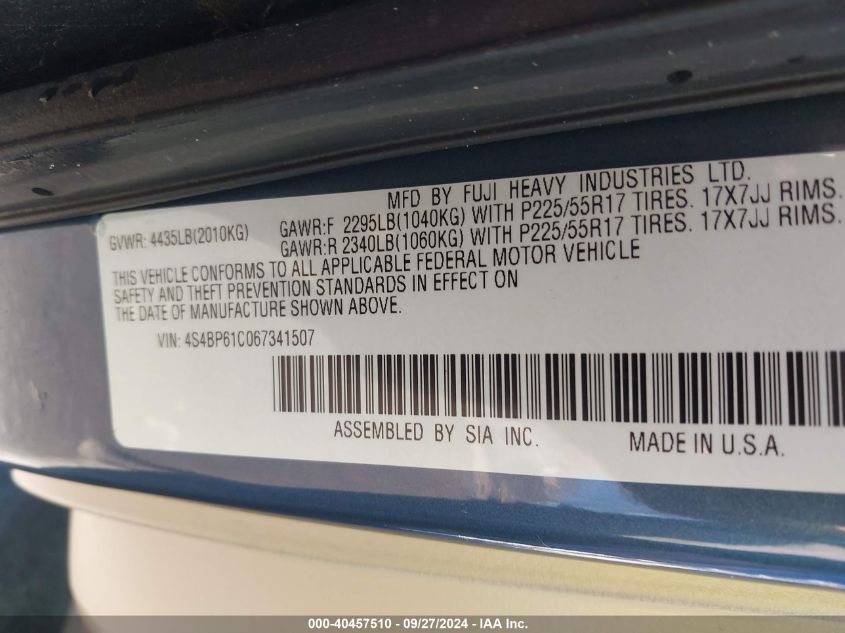 MFD BY FUJI HEAVY INDUSTRIES LTD.
GVWR: 4435LB(2010KG)
GAWR:F 2295LB(1040KG) WITH P225/55R17 TIRES. 17X7JJ RIMS.
GAWR:R 2340LB(1060KG) WITH P225/55R17 TIRES. 17X7JJ RIMS.
THIS VEHICLE CONFORMS TO ALL APPLICABLE FEDERAL MOTOR VEHICLE
SAFETY AND THEFT PREVENTION STANDARDS IN EFFECT ON
THE DATE OF MANUFACTURE SHOWN ABOVE.
VIN: 4S4BP61C067341507
ASSEMBLED BY SIA INC.
MADE IN U.S.A.
000-40457510 - 09/27/2024 - IAA Inc.